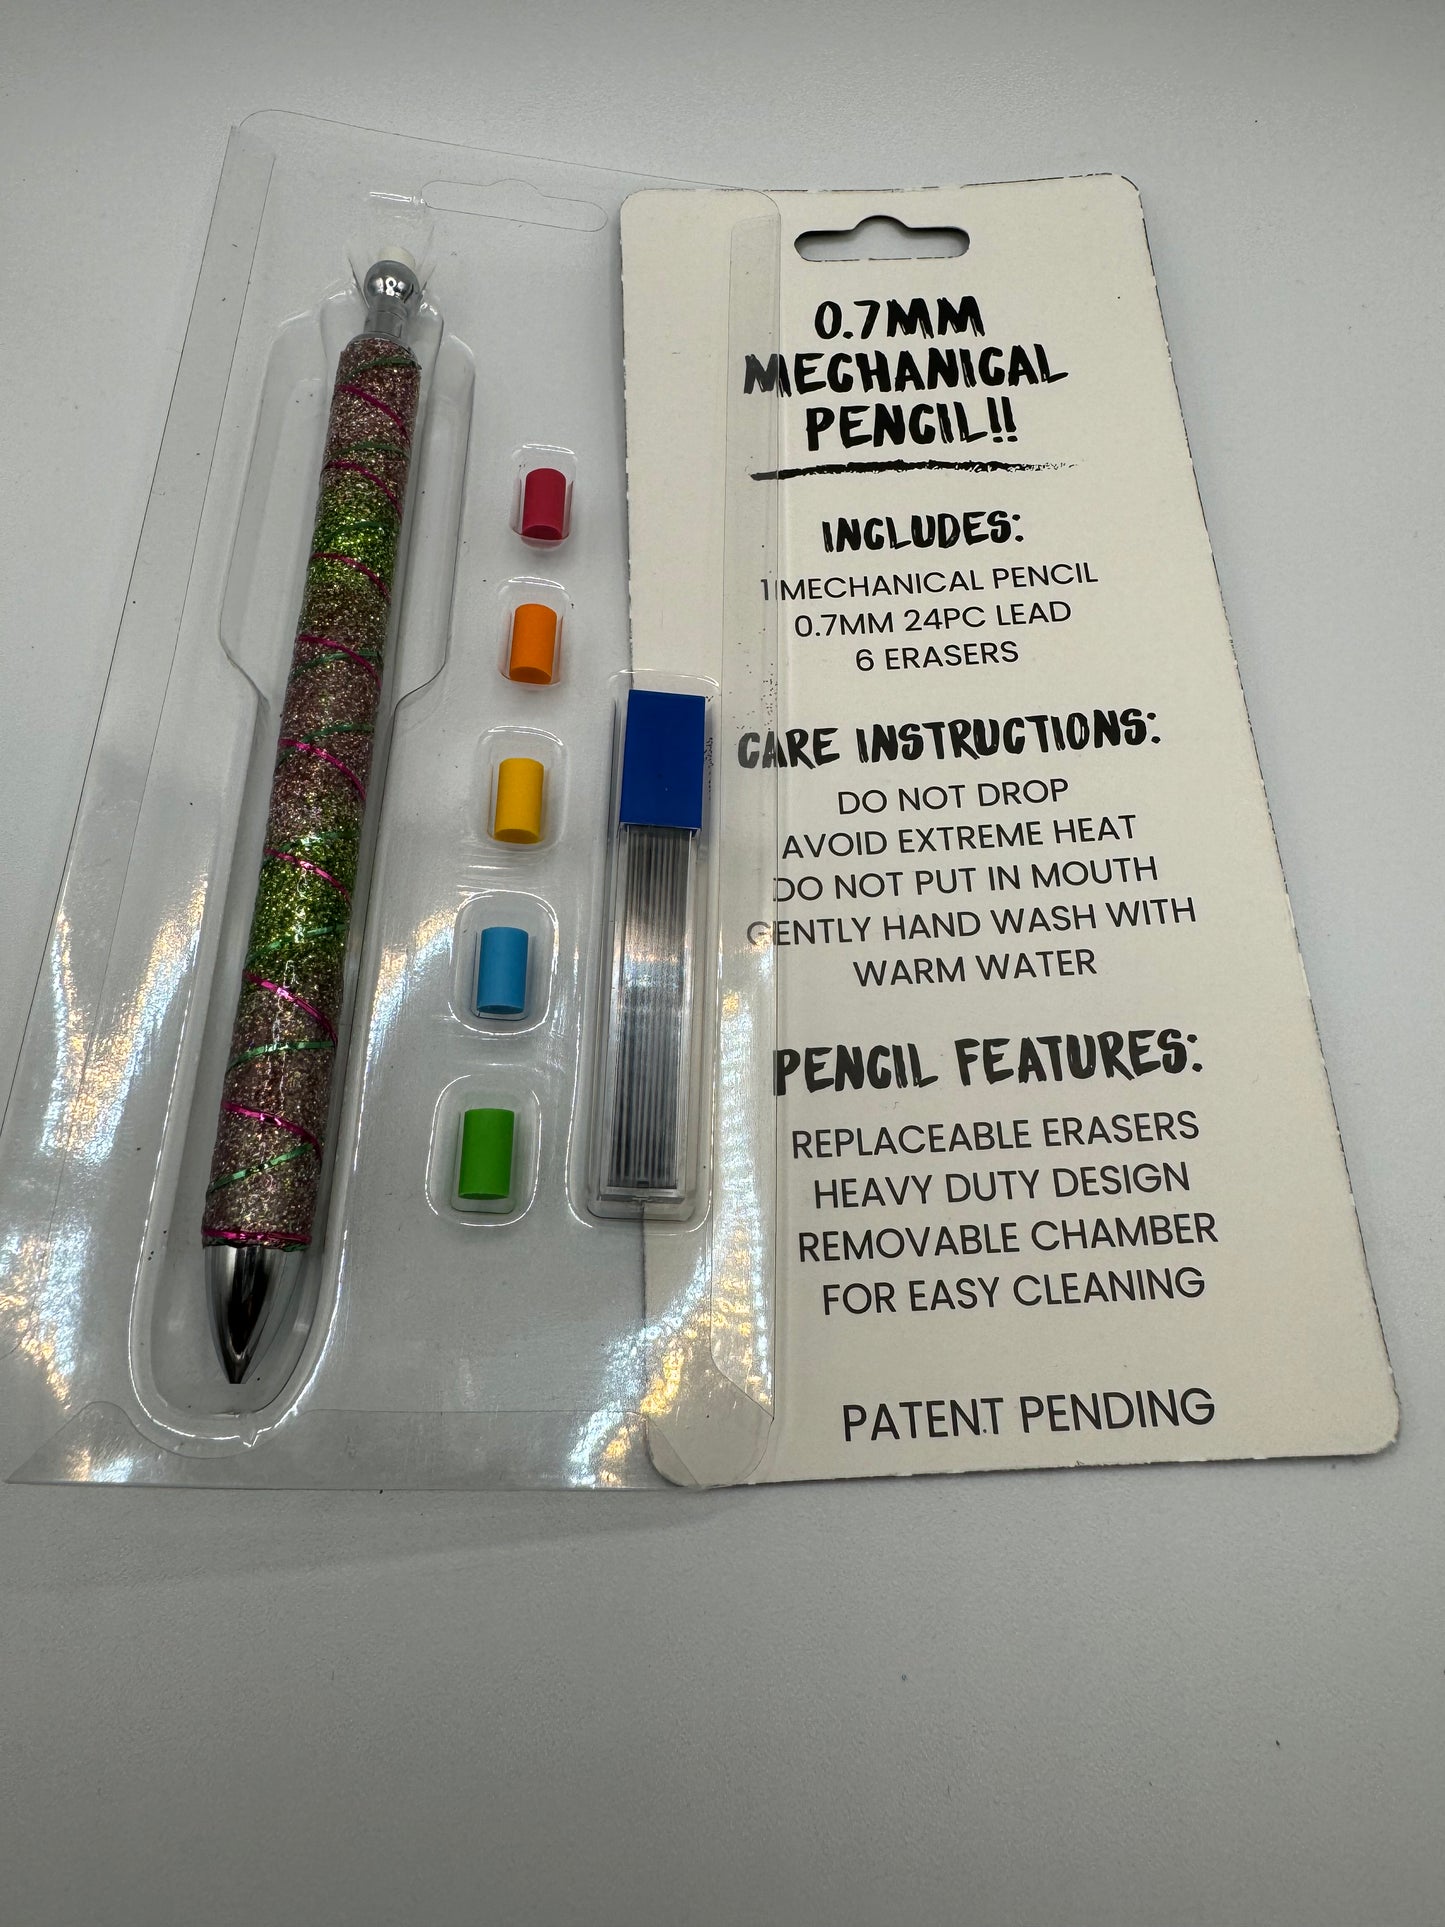 0.7MM
MECHANICAL
PENCIL!!
INCLUDES:
1 MECHANICAL PENCIL
0.7MM 24PC LEAD
6 ERASERS
CARE INSTRUCTIONS:
DO NOT DROP
AVOID EXTREME HEAT
DO NOT PUT IN MOUTH
GENTLY HAND WASH WITH
WARM WATER
PENCIL FEATURES:
REPLACEABLE ERASERS
HEAVY DUTY DESIGN
REMOVABLE CHAMBER
FOR EASY CLEANING
PATENT PENDING